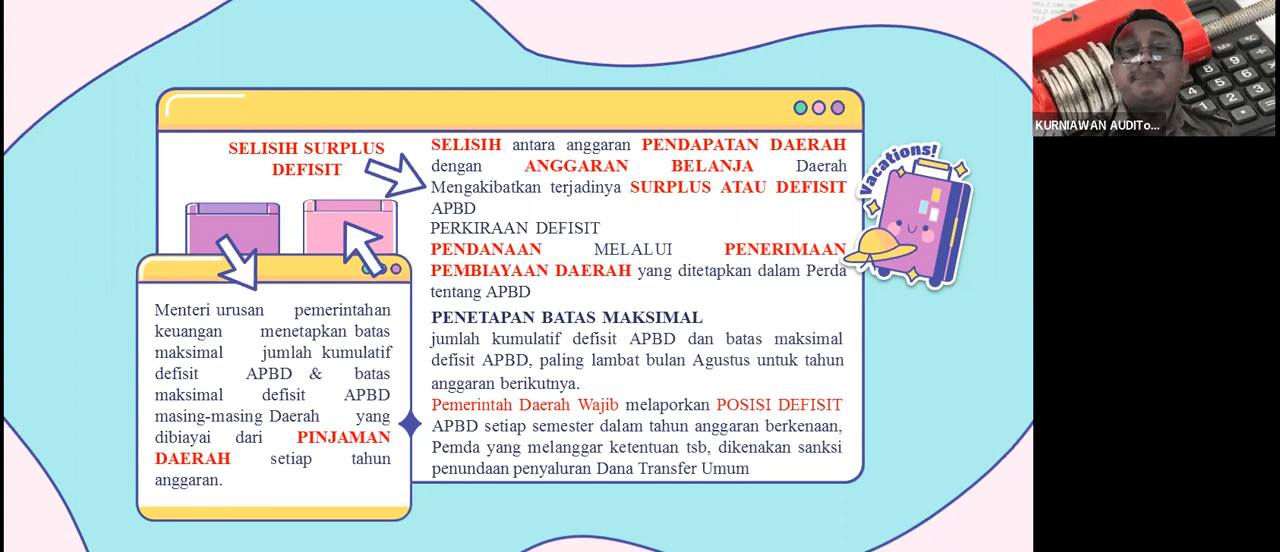 SELISIH SURPLUS
DEFISIT
SELISIH antara anggaran PENDAPATAN DAERAH
dengan ANGGARAN BELANJA Daerah
Mengakibatkan terjadinya SURPLUS ATAU DEFISIT
APBD
PERKIRAAN DEFISIT
PENDANAAN MELALUI PENERIMAAN
PEMBIAYAAN DAERAH yang ditetapkan dalam Perda
tentang APBD
PENETAPAN BATAS MAKSIMAL
jumlah kumulatif defisit APBD dan batas maksimal
defisit APBD, paling lambat bulan Agustus untuk tahun
anggaran berikutnya.
Pemerintah Daerah Wajib melaporkan POSISI DEFISIT
APBD setiap semester dalam tahun anggaran berkenaan,
Pemda yang melanggar ketentuan tsb, dikenakan sanksi
penundaan penyaluran Dana Transfer Umum
Menteri urusan pemerintahan
keuangan menetapkan batas
maksimal jumlah kumulatif
defisit APBD & batas
maksimal defisit APBD
masing-masing Daerah yang
dibiayai dari PINJAMAN
DAERAH setiap tahun
anggaran.
Vacations!
KURNIAWAN AUDITo...